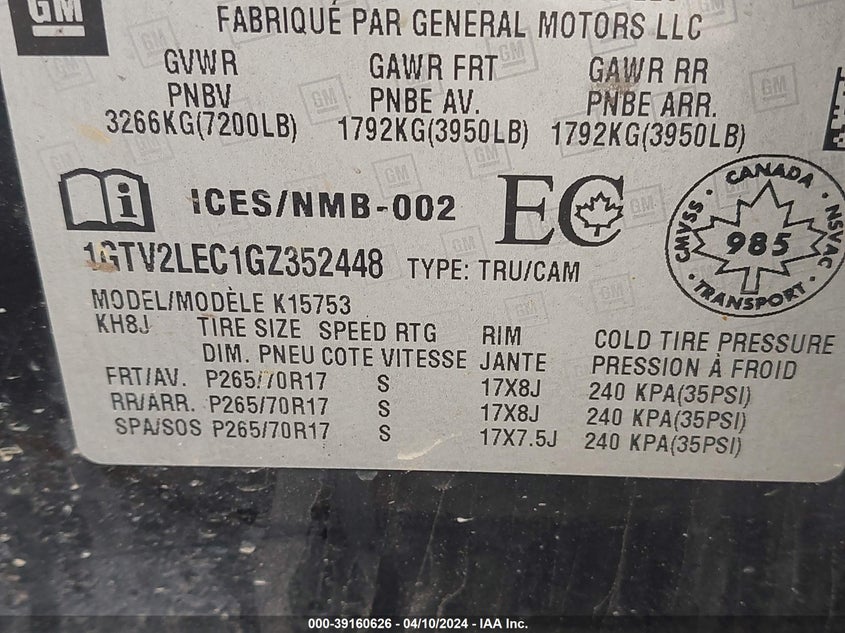 GM
FABRIQUÉ PAR GENERAL MOTORS LLC
GVWR GAWR FRT GAWR RR
PNBV PNBE AV. PNBE ARR.
3266KG(7200LB) 1792KG(3950LB) 1792KG(3950LB)
i ICES/NMB-002 EC
CANADA
CMVSS • 985 • NSVAC
TRANSPORT
1GTV2LEC1GZ352448 TYPE: TRU/CAM
MODEL/MODÈLE K15753
KH8J TIRE SIZE SPEED RTG RIM COLD TIRE PRESSURE
DIM. PNEU COTE VITESSE JANTE PRESSION À FROID
FRT/AV. P265/70R17 S 17X8J 240 KPA(35PSI)
RR/ARR. P265/70R17 S 17X8J 240 KPA(35PSI)
SPA/SOS P265/70R17 S 17X7.5J 240 KPA(35PSI)
000-39160626 - 04/10/2024 - IAA Inc.